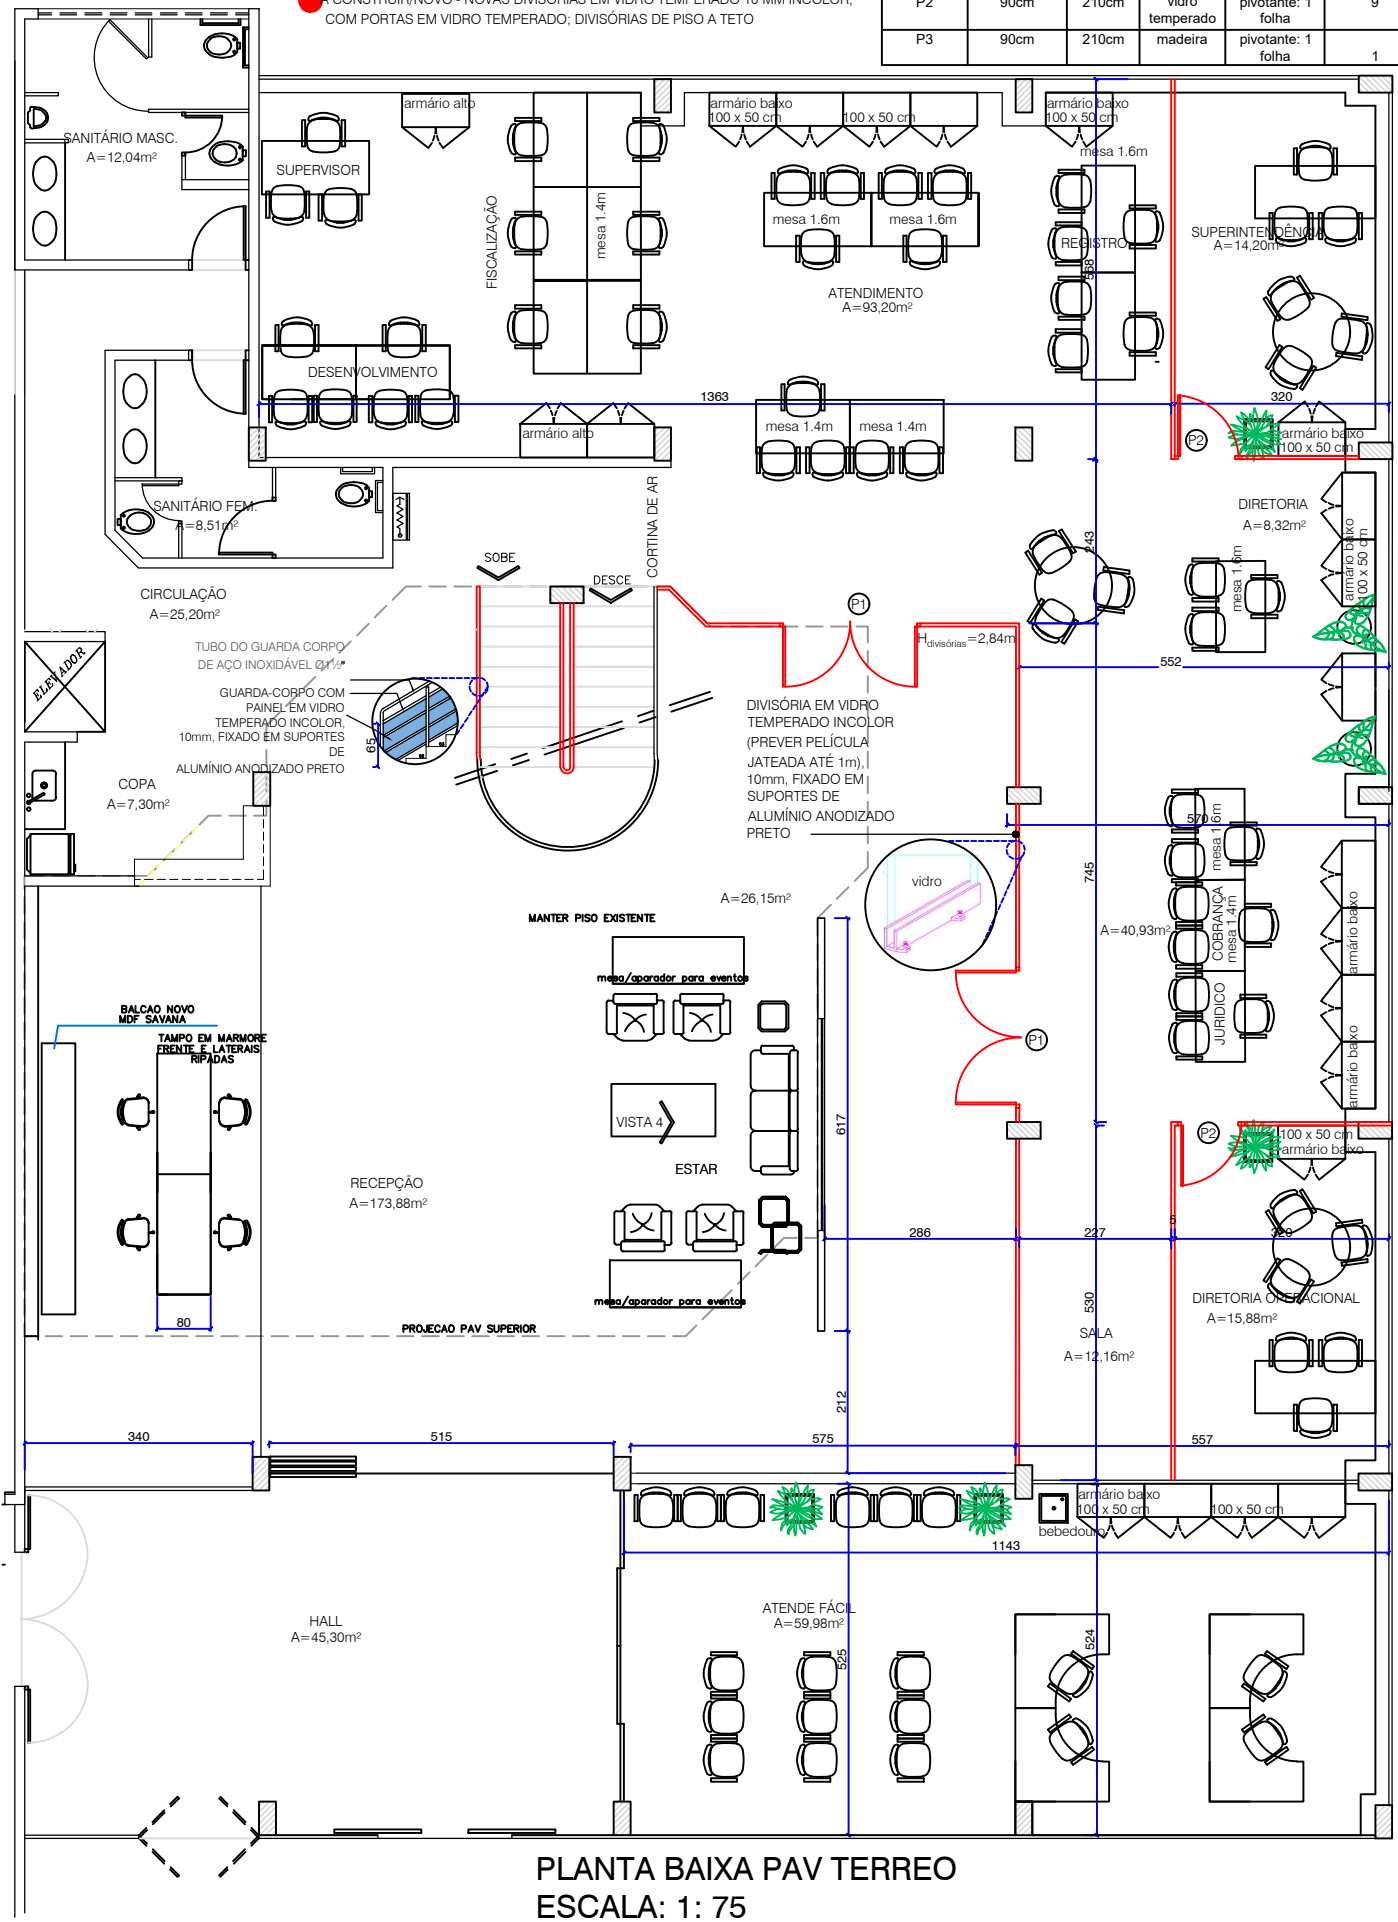 A CONSTRUIR/NOVO - NOVAS DIVISÓRIAS EM VIDRO TEMPERADO 10 MM INCOLOR,
COM PORTAS EM VIDRO TEMPERADO; DIVISÓRIAS DE PISO A TETO
P2 90cm 210cm vidro temperado pivotante: 1 folha 9
P3 90cm 210cm madeira pivotante: 1 folha 1
SANITÁRIO MASC.
A=12,04m²
armário alto
SUPERVISOR
FISCALIZAÇÃO
mesa 1.4m
armário baixo
100 x 50 cm
100 x 50 cm
mesa 1.6m
mesa 1.6m
ATENDIMENTO
A=93,20m²
armário baixo
100 x 50 cm
mesa 1.6m
REGISTRO
568
SUPERINTENDÊNCIA
A=14,20m²
DESENVOLVIMENTO
1363
320
armário alto
mesa 1.4m
mesa 1.4m
P2
armário baixo
100 x 50 cm
SANITÁRIO FEM.
A=8,51m²
CORTINA DE AR
DIRETORIA
A=8,32m²
243
mesa 1.6m
armário baixo
100 x 50 cm
SOBE
DESCE
CIRCULAÇÃO
A=25,20m²
P1
H divisórias =2,84m
552
TUBO DO GUARDA CORPO
DE AÇO INOXIDÁVEL Ø1½"
ELEVADOR
GUARDA-CORPO COM
PAINEL EM VIDRO
TEMPERADO INCOLOR,
10mm, FIXADO EM SUPORTES
DE
ALUMÍNIO ANODIZADO PRETO
65
DIVISÓRIA EM VIDRO
TEMPERADO INCOLOR
(PREVER PELÍCULA
JATEADA ATÉ 1m),
10mm, FIXADO EM
SUPORTES DE
ALUMÍNIO ANODIZADO
PRETO
COPA
A=7,30m²
570
mesa 1.6m
745
vidro
A=26,15m²
MANTER PISO EXISTENTE
A=40,93m²
COBRANÇA
mesa 1.4m
armário baixo
mesa/aparador para eventos
BALCAO NOVO
MDF SAVANA
TAMPO EM MARMORE
FRENTE E LATERAIS
RIPADAS
JURIDICO
P1
armário baixo
VISTA 4
617
P2
100 x 50 cm
armário baixo
ESTAR
RECEPÇÃO
A=173,88m²
286
227
5
320
mesa/aparador para eventos
530
DIRETORIA OPERACIONAL
A=15,88m²
80
PROJECAO PAV SUPERIOR
SALA
A=12,16m²
212
340
515
575
557
armário baixo
100 x 50 cm
100 x 50 cm
bebedouro
1143
ATENDE FÁCIL
A=59,98m²
HALL
A=45,30m²
525
524
PLANTA BAIXA PAV TERREO
ESCALA: 1: 75